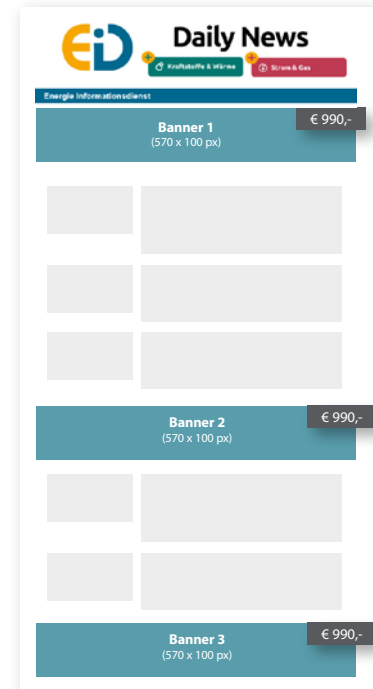 EiD Daily News
Kraftstoffe & Wärme
Strom & Gas
Energie Informationsdienst
€ 990,-
Banner 1
(570 x 100 px)
€ 990,-
Banner 2
(570 x 100 px)
€ 990,-
Banner 3
(570 x 100 px)